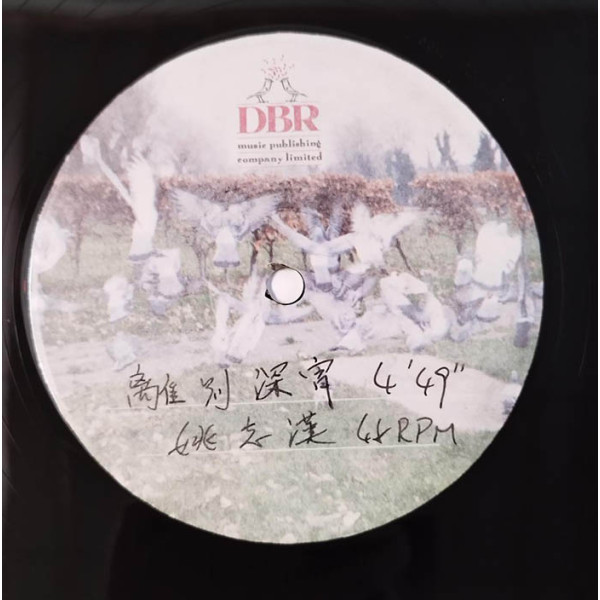 DBR
music publishing
company limited
離別深宵 4'49"
姚志漢 45RPM